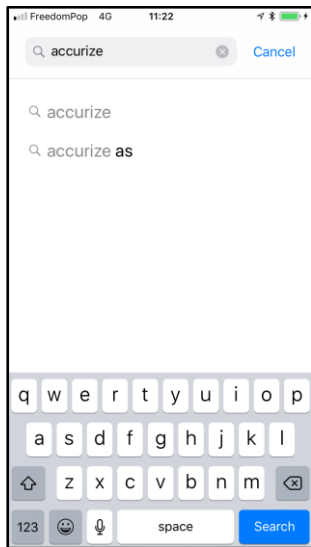 FreedomPop 4G 11:22
accurize Cancel
accurize
accurize as
q w e r t y u i o p
a s d f g h j k l
z x c v b n m
123 space Search